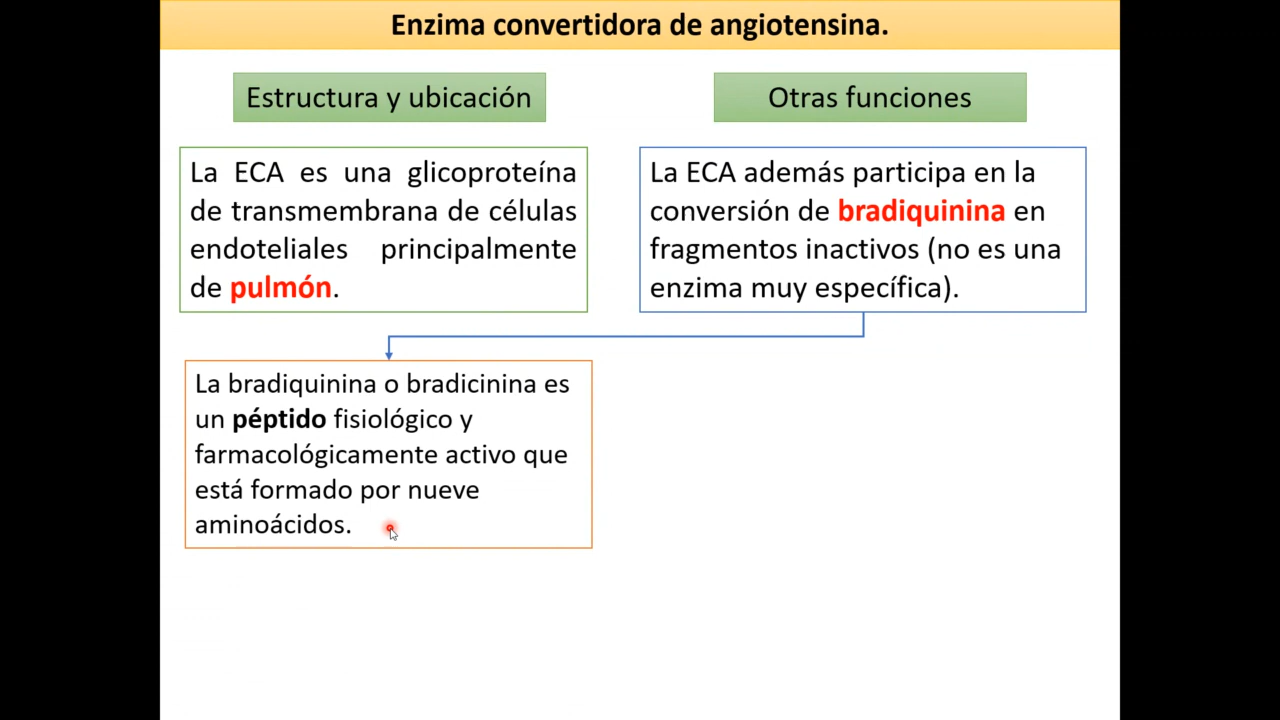 Enzima convertidora de angiotensina.
Estructura y ubicación
La ECA es una glicoproteína
de transmembrana de células
endoteliales principalmente
de pulmón.
Otras funciones
La ECA además participa en la
conversión de bradiquinina en
fragmentos inactivos (no es una
enzima muy específica).
La bradiquinina o bradicinina es
un péptido fisiológico y
farmacológicamente activo que
está formado por nueve
aminoácidos.